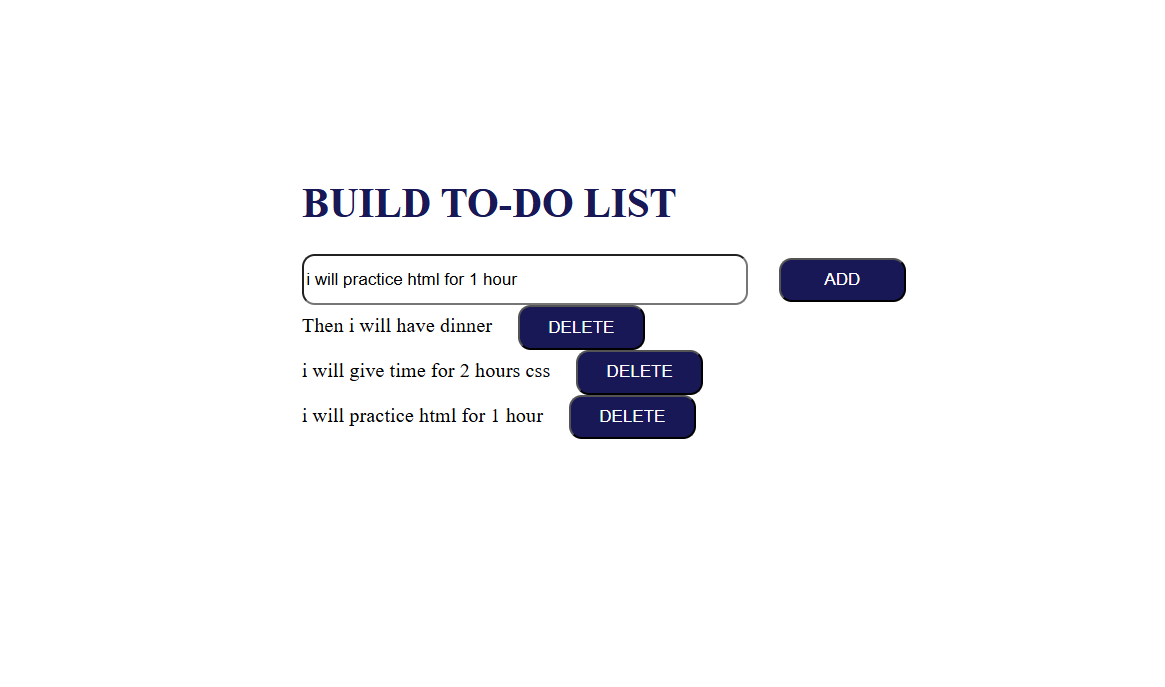 BUILD TO-DO LIST
i will practice html for 1 hour ADD
Then i will have dinner DELETE
i will give time for 2 hours css DELETE
i will practice html for 1 hour DELETE